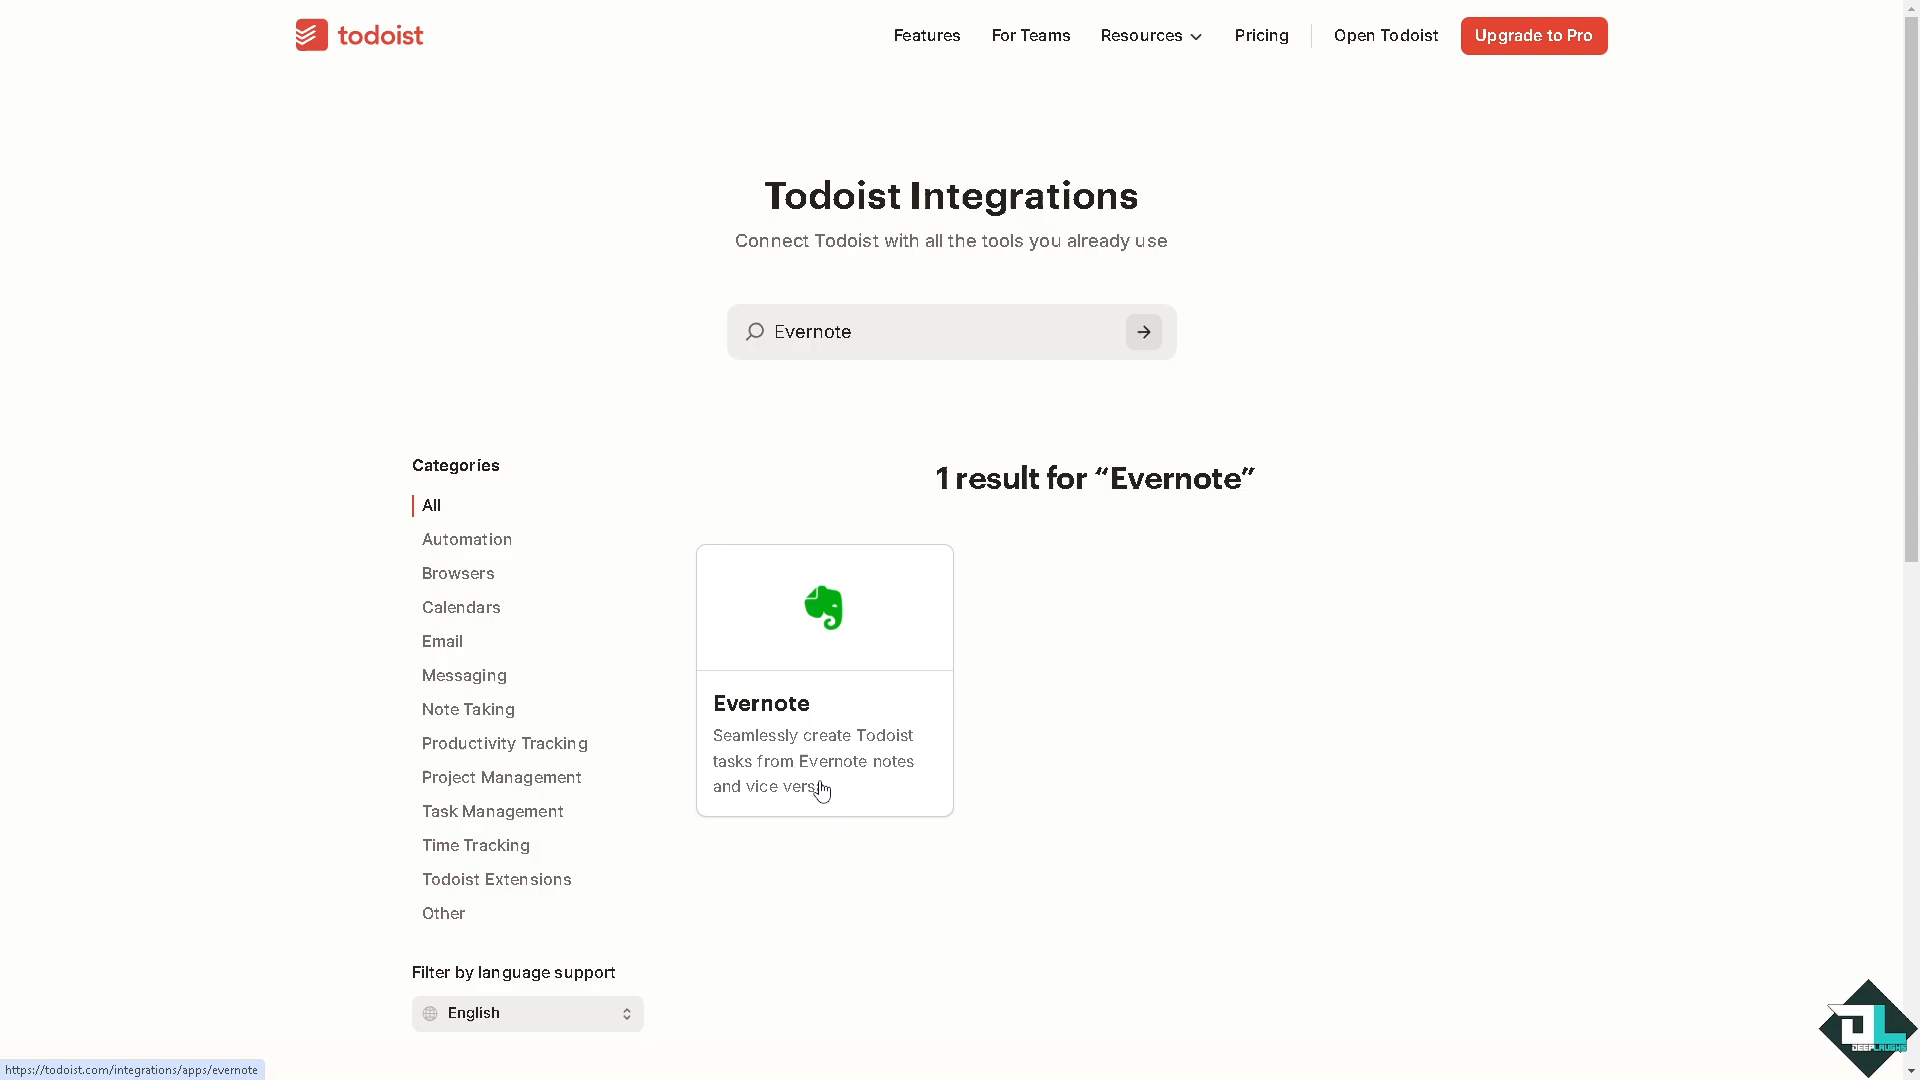 todoist
Features
For Teams
Resources
Pricing
Open Todoist
Upgrade to Pro
Todoist Integrations
Connect Todoist with all the tools you already use
Evernote
Categories
All
Automation
Browsers
Calendars
Email
Messaging
Note Taking
Productivity Tracking
Project Management
Task Management
Time Tracking
Todoist Extensions
Other
Filter by language support
English
1 result for “Evernote”
Evernote
Seamlessly create Todoist
tasks from Evernote notes
and vice versa
https://todoist.com/integrations/apps/evernote
DL
DEEPLAUGHS